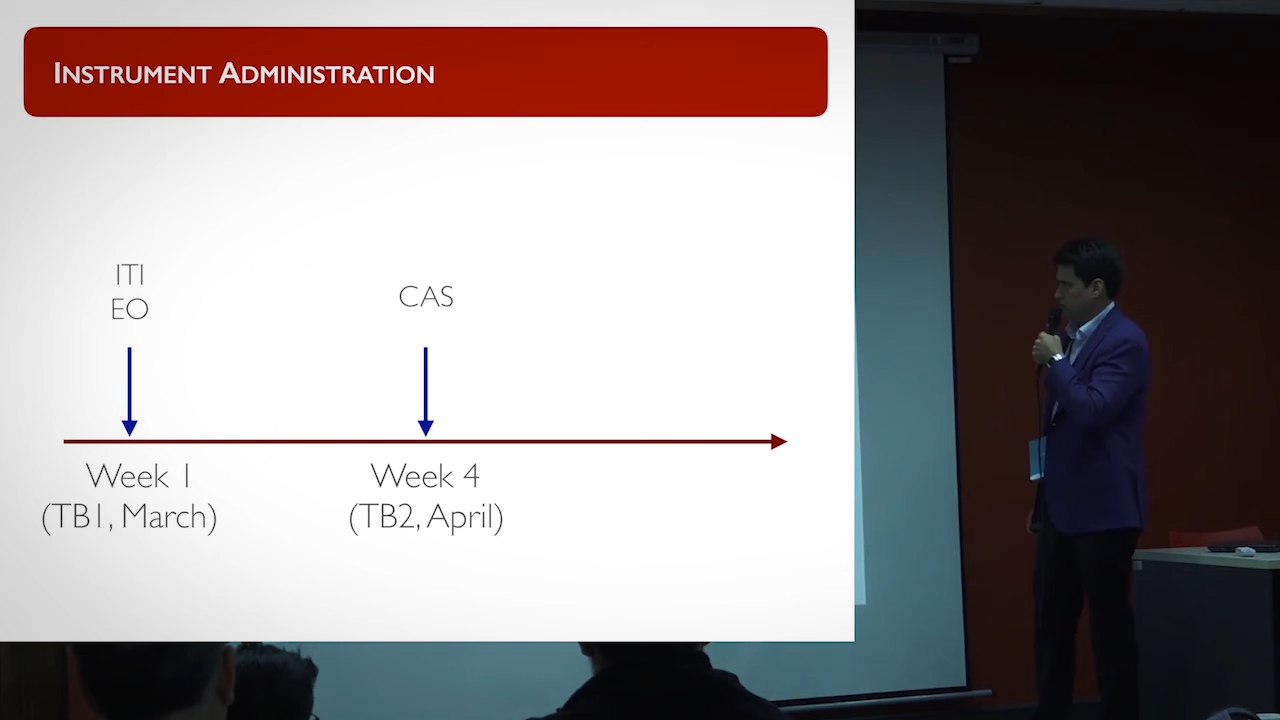 INSTRUMENT ADMINISTRATION
ITI
EO
CAS
Week 1
(TB1, March)
Week 4
(TB2, April)